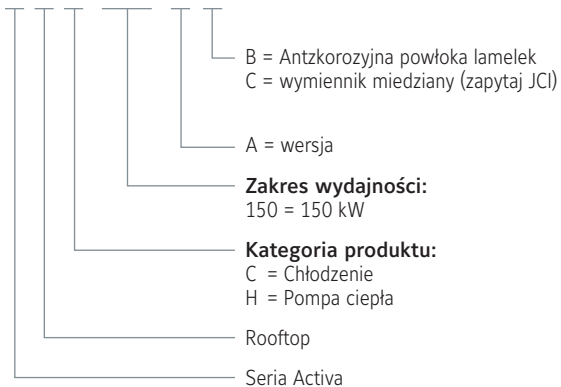 B = Antzkorozyjna powłoka lamelek
C = wymiennik miedziany (zapytaj JCI)
A = wersja
Zakres wydajności:
150 = 150 kW
Kategoria produktu:
C = Chłodzenie
H = Pompa ciepła
Rooftop
Seria Activa